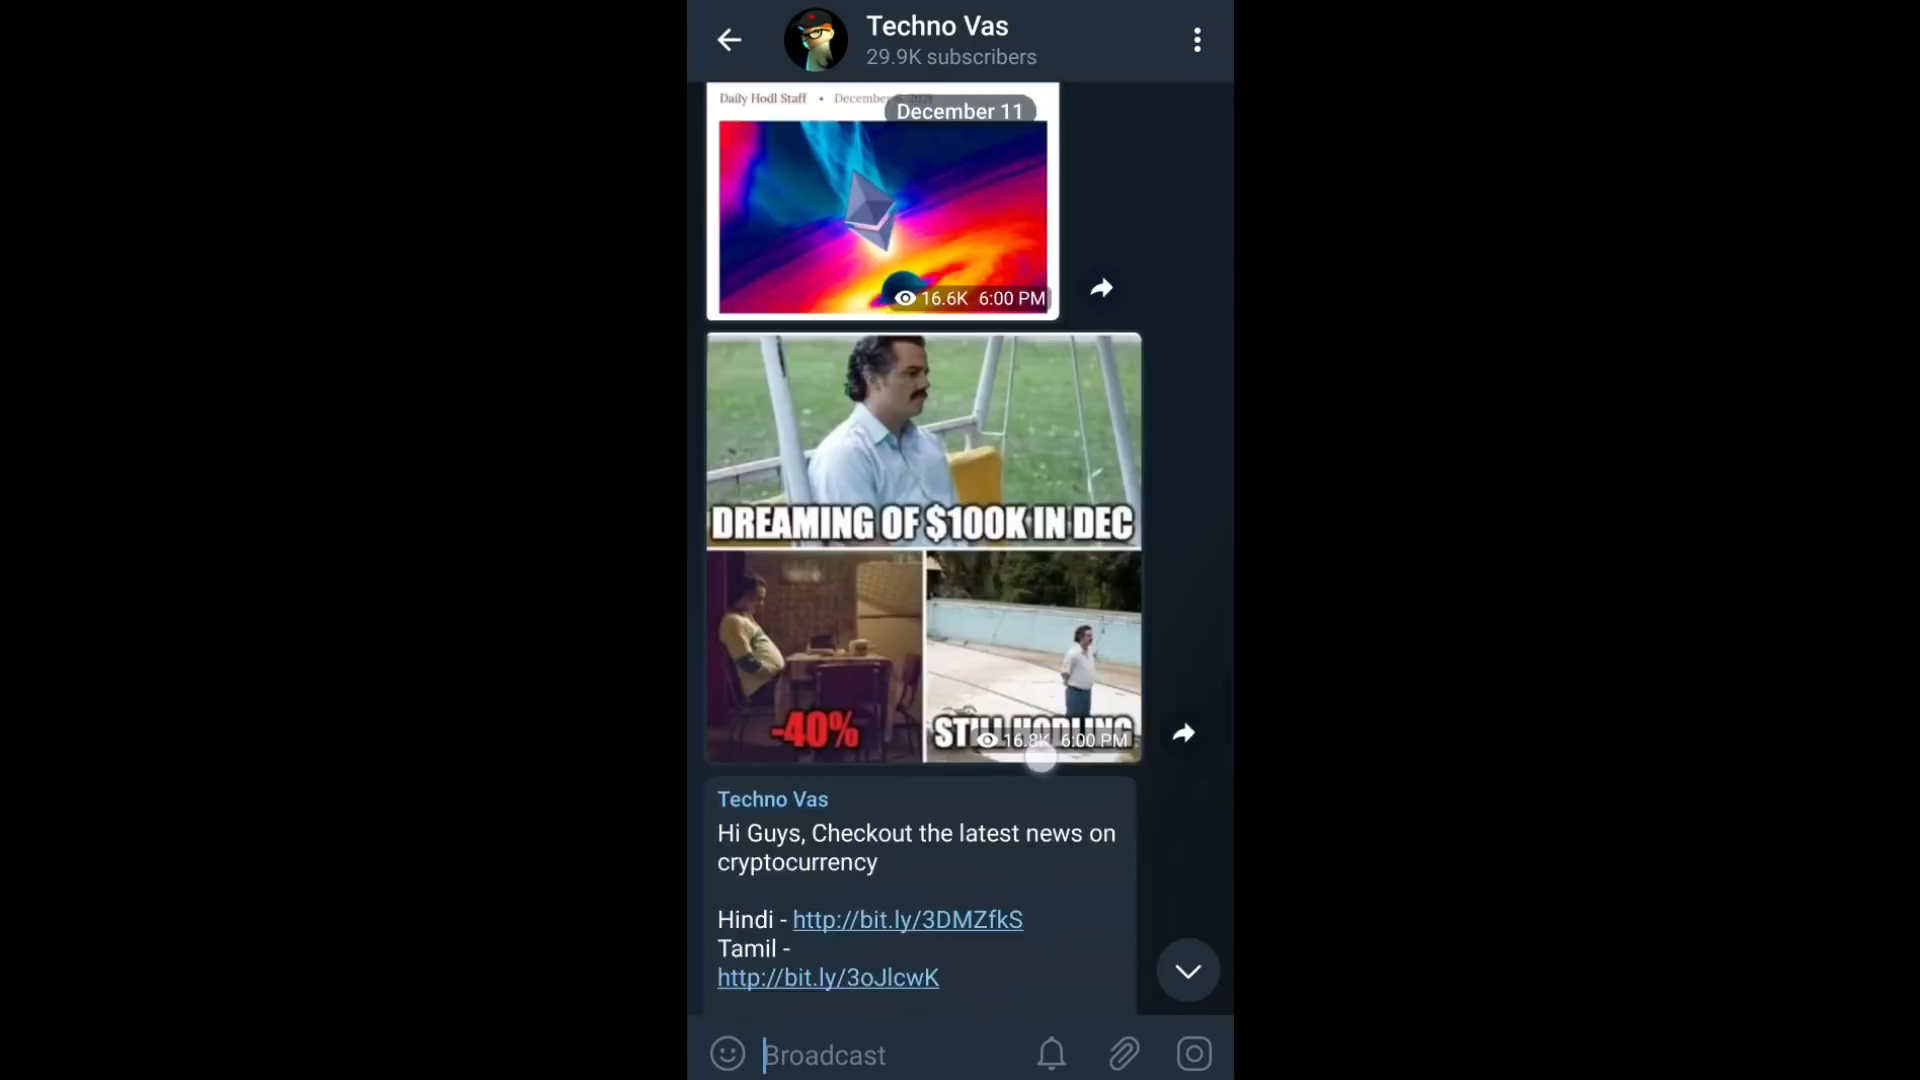 Techno Vas
29.9K subscribers
Daily Hodl Staff • December
December 11
16.6K 6:00 PM
DREAMING OF $100K IN DEC
-40%
STILL HODLING
16.8K 6:00 PM
Techno Vas
Hi Guys, Checkout the latest news on
cryptocurrency
Hindi - http://bit.ly/3DMZfkS
Tamil -
http://bit.ly/3oJlcwK
Broadcast